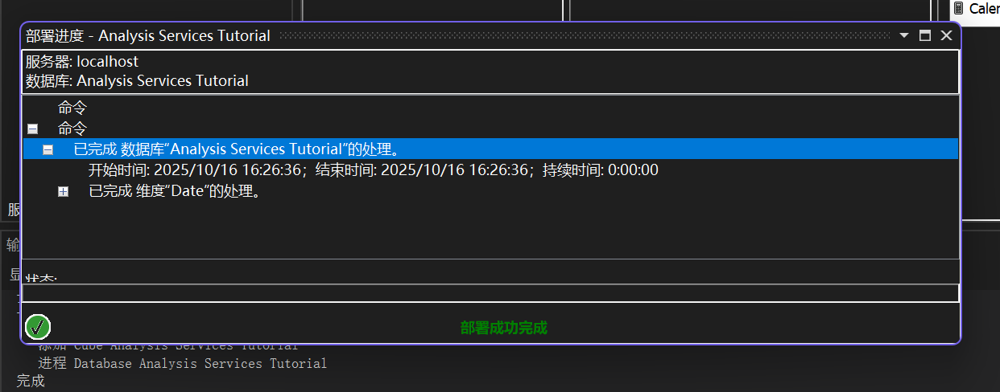 Caler
部署进度 - Analysis Services Tutorial
服务器: localhost
数据库: Analysis Services Tutorial
命令
命令
已完成 数据库“Analysis Services Tutorial”的处理。
开始时间: 2025/10/16 16:26:36；结束时间: 2025/10/16 16:26:36；持续时间: 0:00:00
已完成 维度“Date”的处理。
服
输
显
状态:
部署成功完成
添加 Cube Analysis Services Tutorial
进程 Database Analysis Services Tutorial
完成